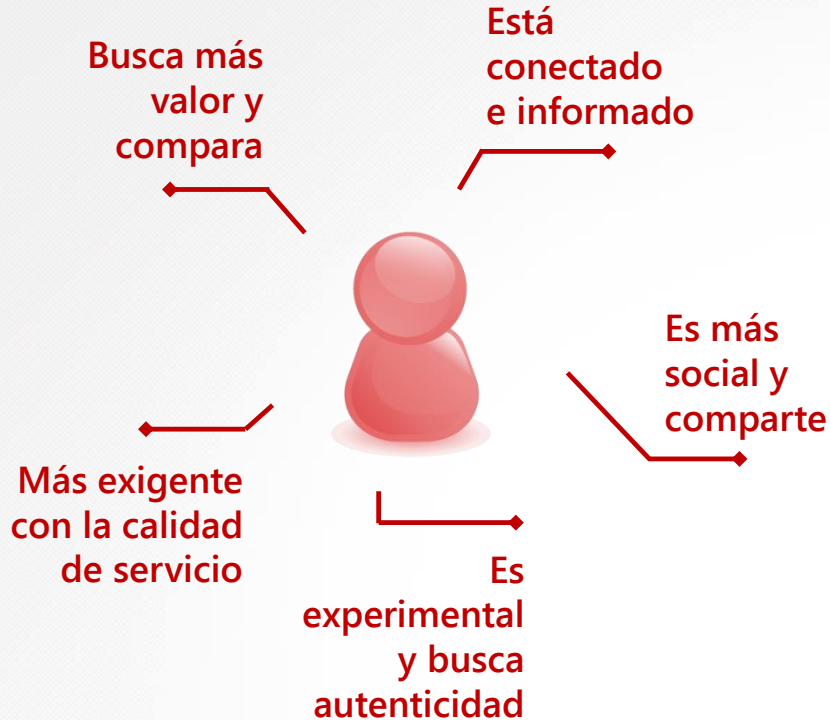 Busca más
valor y
compara
Está
conectado
e informado
Es más
social y
comparte
Más exigente
con la calidad
de servicio
Es
experimental
y busca
autenticidad